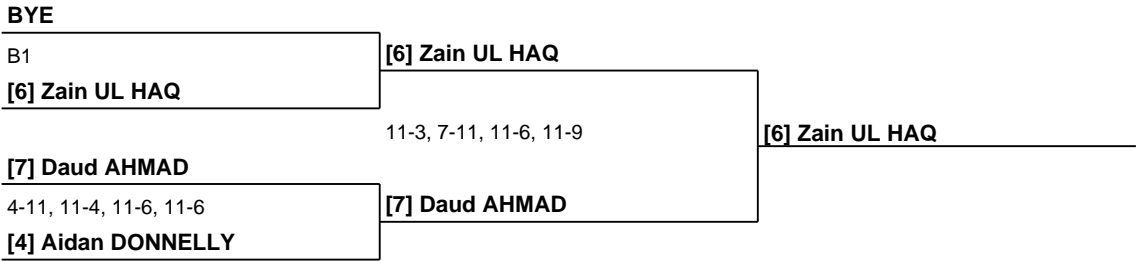 BYE
B1
[6] Zain UL HAQ
[6] Zain UL HAQ
11-3, 7-11, 11-6, 11-9
[6] Zain UL HAQ
[7] Daud AHMAD
4-11, 11-4, 11-6, 11-6
[7] Daud AHMAD
[4] Aidan DONNELLY